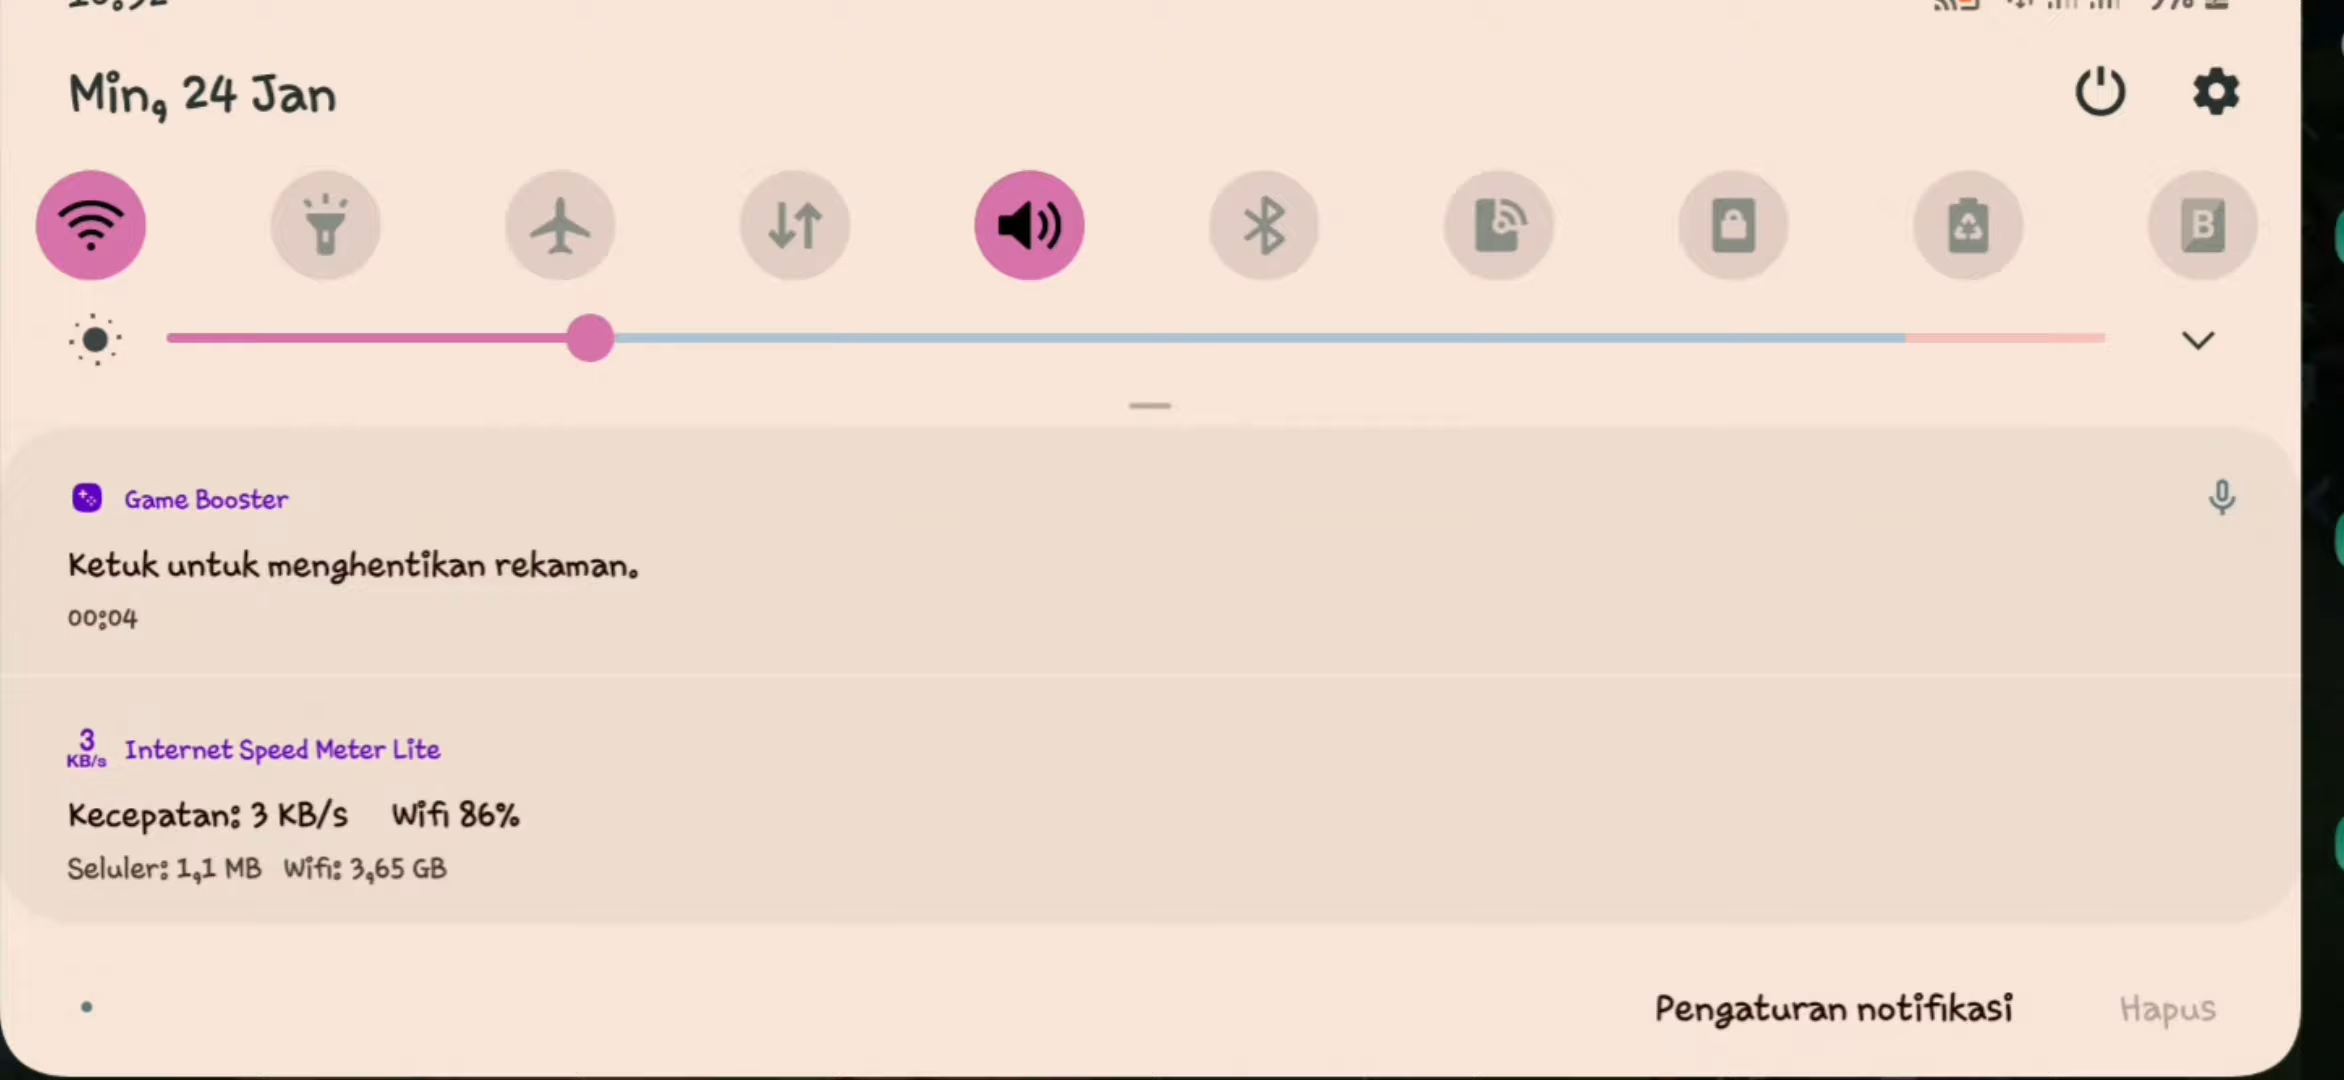 Min, 24 Jan
B
Game Booster
Ketuk untuk menghentikan rekaman.
00:04
3
KB/s
Internet Speed Meter Lite
Kecepatan: 3 KB/s Wifi 86%
Seluler: 1,1 MB Wifi: 3,65 GB
Pengaturan notifikasi
Hapus